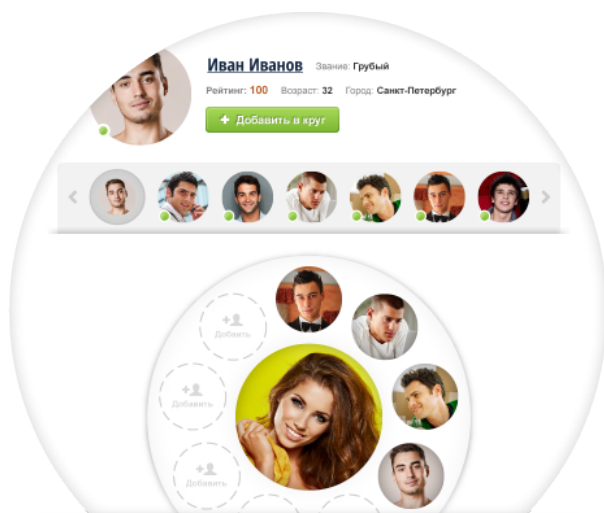 Иван Иванов Звание: Грубый
Рейтинг: 100 Возраст: 32 Город: Санкт-Петербург
+ Добавить в круг
Добавить
Добавить
Добавить